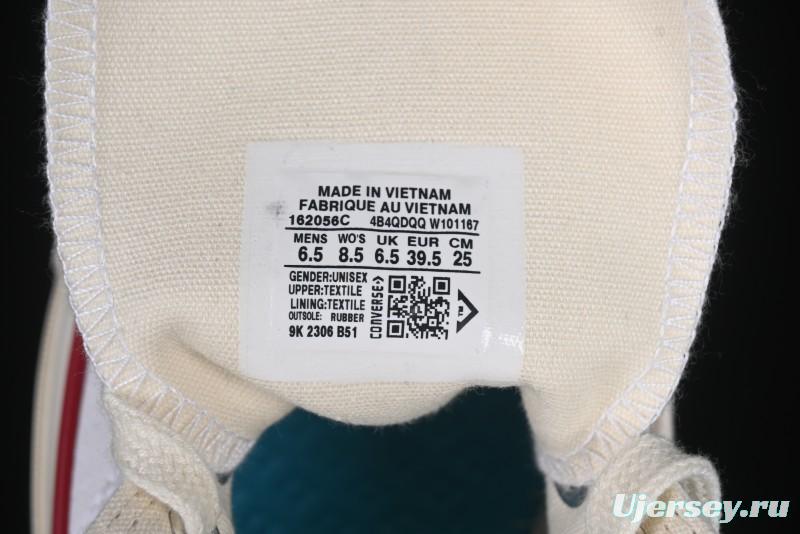 MADE IN VIETNAM
FABRIQUE AU VIETNAM
162056C 4B4QDQQ W101167
MENS WO'S UK EUR CM
6.5 8.5 6.5 39.5 25
GENDER:UNISEX
UPPER:TEXTILE
LINING:TEXTILE
OUTSOLE: RUBBER
9K 2306 B51
CONVERSE
TM
Ujersey.ru